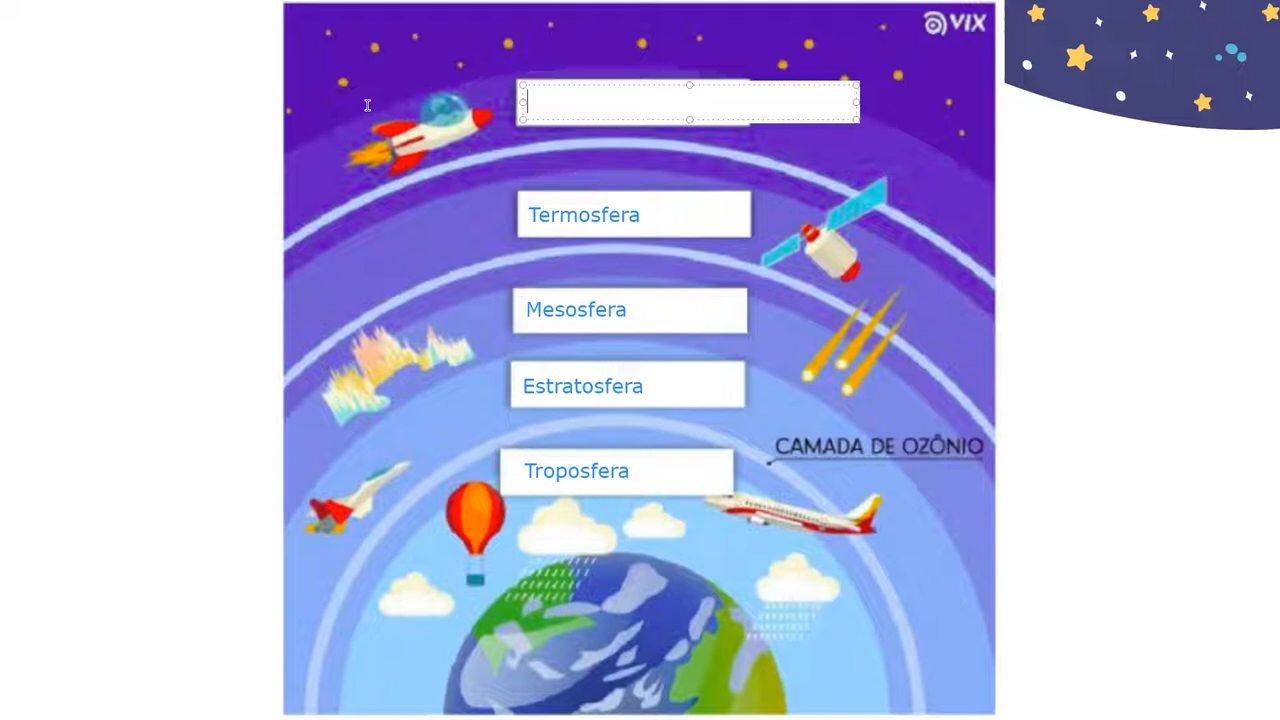 VIX
Termosfera
Mesosfera
Estratosfera
CAMADA DE OZÔNIO
Troposfera